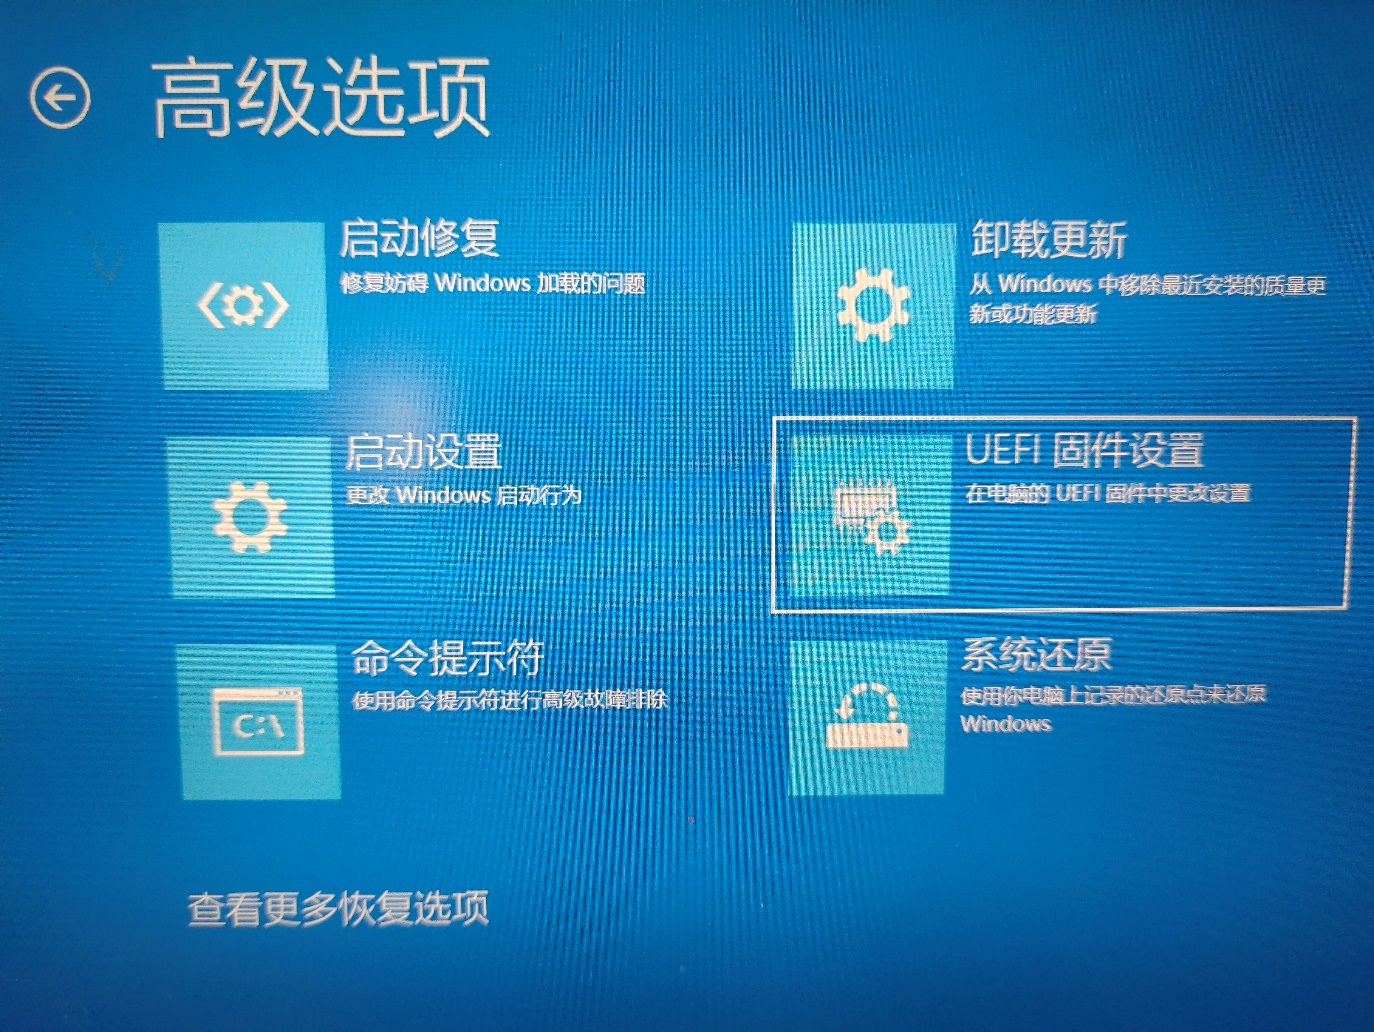 高级选项
启动修复
修复妨碍 Windows 加载的问题
卸载更新
从 Windows 中移除最近安装的质量更
新或功能更新
启动设置
更改 Windows 启动行为
UEFI 固件设置
在电脑的 UEFI 固件中更改设置
命令提示符
使用命令提示符进行高级故障排除
C:\
系统还原
使用你电脑上记录的还原点来还原
Windows
查看更多恢复选项